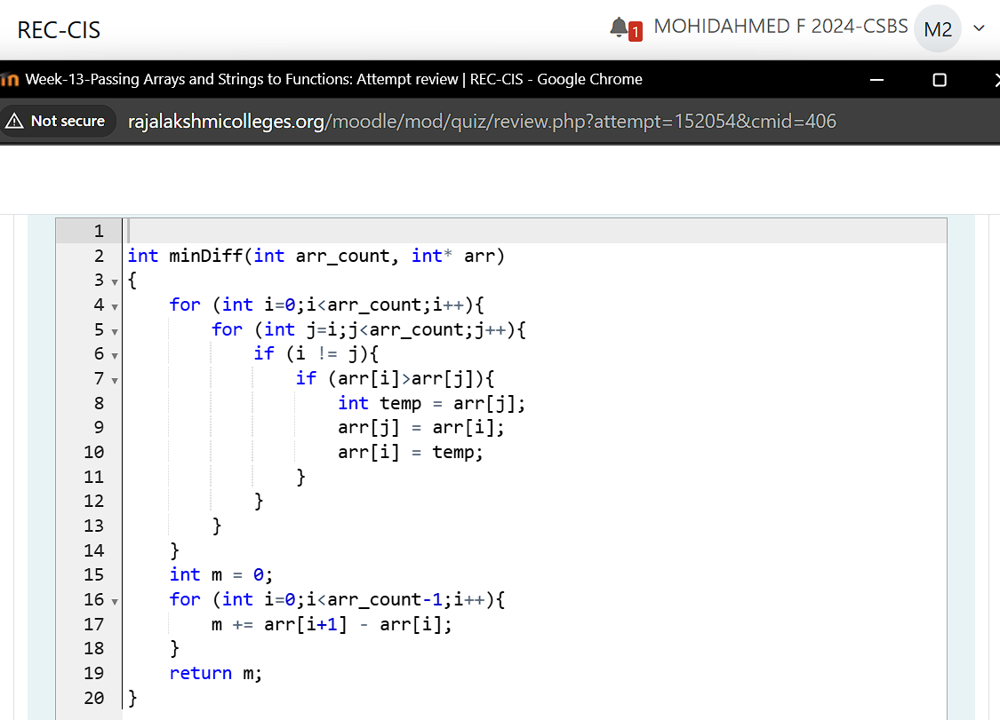 REC-CIS
1 MOHIDAHMED F 2024-CSBS M2
Week-13-Passing Arrays and Strings to Functions: Attempt review | REC-CIS - Google Chrome
Not secure rajalakshmicolleges.org/moodle/mod/quiz/review.php?attempt=152054&cmid=406
1
2 int minDiff(int arr_count, int* arr)
3 {
4     for (int i=0;i<arr_count;i++){
5         for (int j=i;j<arr_count;j++){
6             if (i != j){
7                 if (arr[i]>arr[j]){
8                     int temp = arr[j];
9                     arr[j] = arr[i];
10                     arr[i] = temp;
11                 }
12             }
13         }
14     }
15     int m = 0;
16     for (int i=0;i<arr_count-1;i++){
17         m += arr[i+1] - arr[i];
18     }
19     return m;
20 }